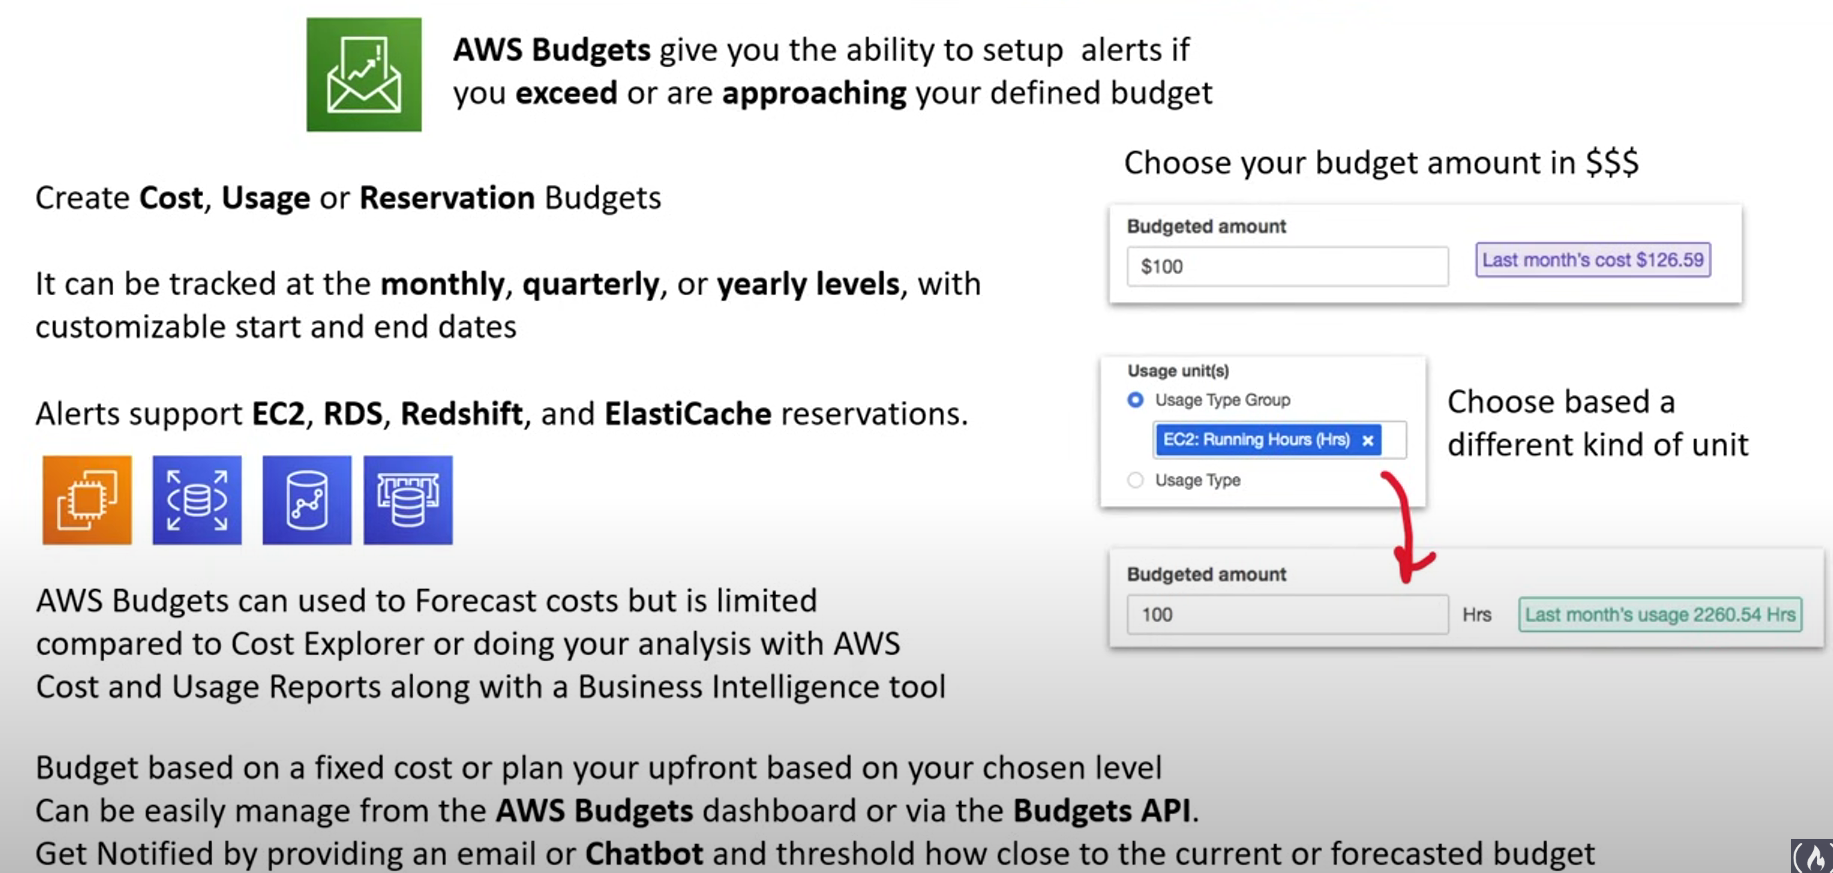 AWS Budgets give you the ability to setup alerts if
you exceed or are approaching your defined budget
Create Cost, Usage or Reservation Budgets
It can be tracked at the monthly, quarterly, or yearly levels, with
customizable start and end dates
Alerts support EC2, RDS, Redshift, and ElastiCache reservations.
AWS Budgets can used to Forecast costs but is limited
compared to Cost Explorer or doing your analysis with AWS
Cost and Usage Reports along with a Business Intelligence tool
Choose your budget amount in $$$
Budgeted amount
$100
Last month's cost $126.59
Usage unit(s)
Usage Type Group
EC2: Running Hours (Hrs) ×
Usage Type
Choose based a
different kind of unit
Budgeted amount
100 Hrs
Last month's usage 2260.54 Hrs
Budget based on a fixed cost or plan your upfront based on your chosen level
Can be easily manage from the AWS Budgets dashboard or via the Budgets API.
Get Notified by providing an email or Chatbot and threshold how close to the current or forecasted budget